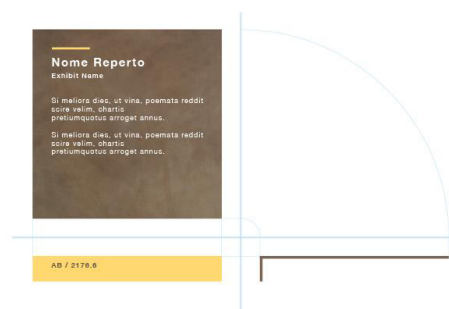 Nome Reperto
Exhibit Name
Si meliora dies, ut vina, poemata reddit
scire velim, chartis
pretiumquotus arroget annus.
Si meliora dies, ut vina, poemata reddit
scire velim, chartis
pretiumquotus arroget annus.
AB / 2176.6